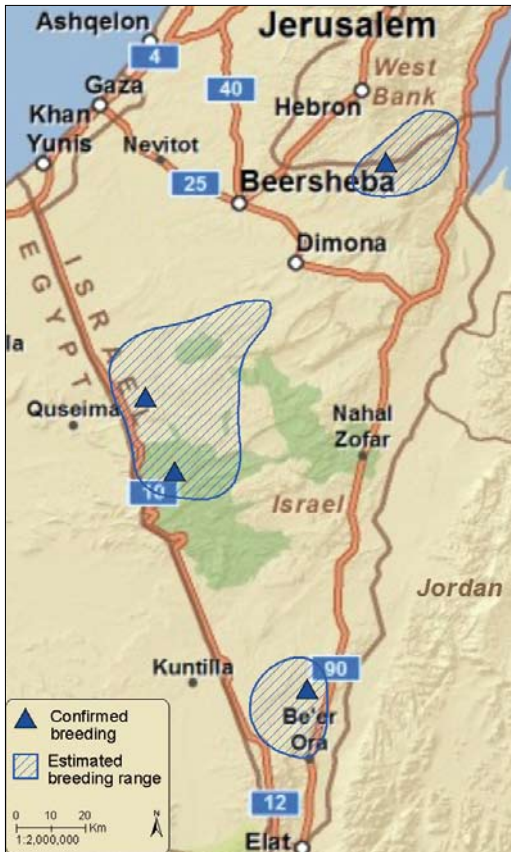 Ashqelon
Jerusalem
4
West
Bank
40
Gaza
Hebron
Khan
Yunis
Nevitot
25
Beersheba
Dimona
ISRAEL
EGYPT
la
Quseima
Nahal
Zofar
10
Israel
Jordan
Kuntilla
90
Be'er
Ora
12
Elat
Confirmed
breeding
Estimated
breeding range
N
0 10 20
Km
1:2,000,000